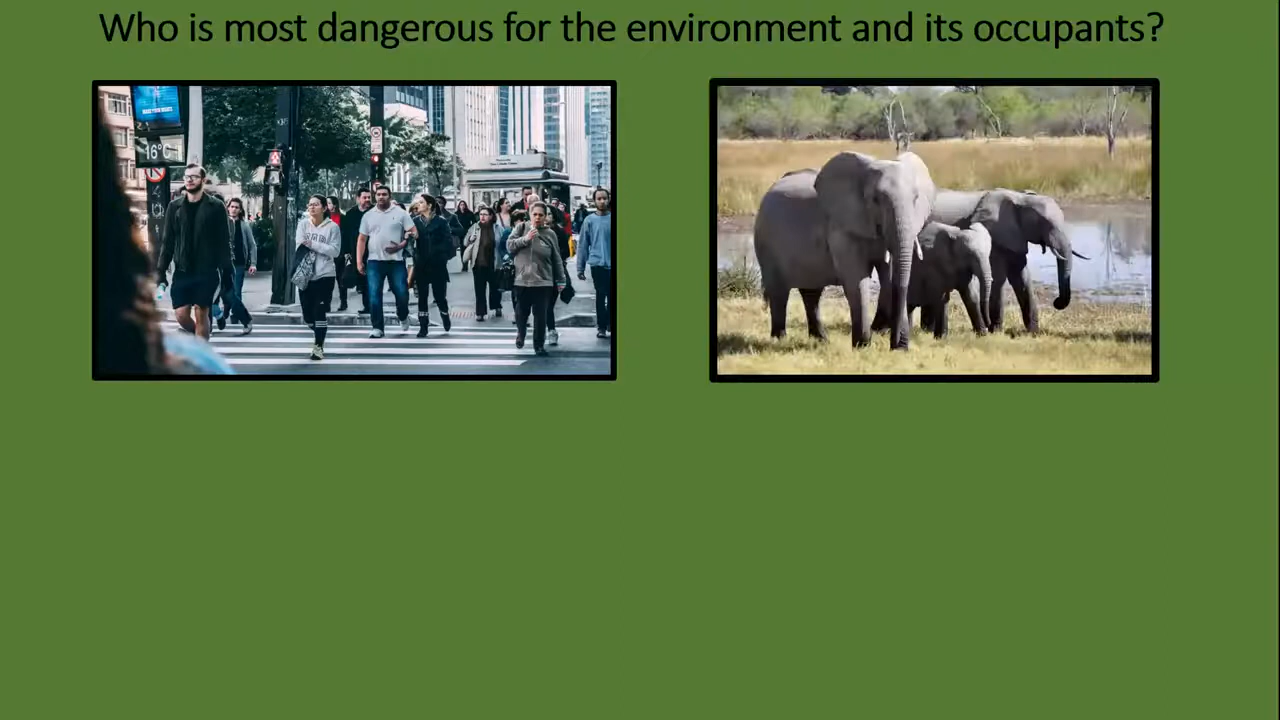 Who is most dangerous for the environment and its occupants?
16°C